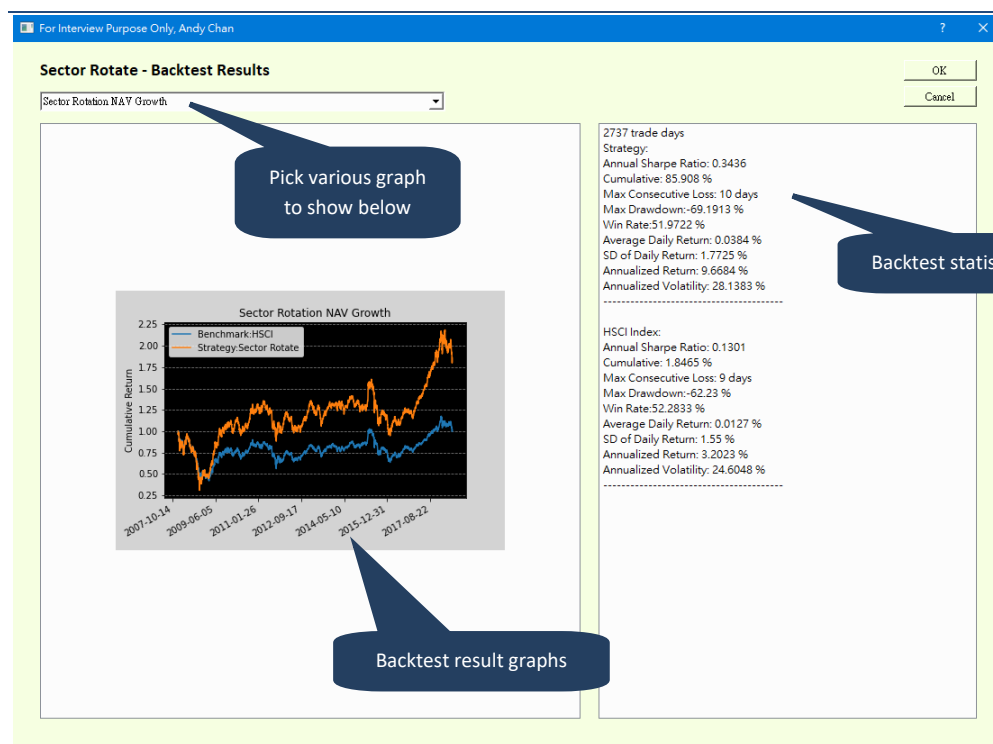 For Interview Purpose Only, Andy Chan
Sector Rotate - Backtest Results
OK
Cancel
Sector Rotation NAV Growth
Pick various graph
to show below
2737 trade days
Strategy:
Annual Sharpe Ratio: 0.3436
Cumulative: 85.908 %
Max Consecutive Loss: 10 days
Max Drawdown:-69.1913 %
Win Rate:51.9722 %
Average Daily Return: 0.0384 %
SD of Daily Return: 1.7725 %
Annualized Return: 9.6684 %
Annualized Volatility: 28.1383 %
----------------------------------------
HSCI Index:
Annual Sharpe Ratio: 0.1301
Cumulative: 1.8465 %
Max Consecutive Loss: 9 days
Max Drawdown:-62.23 %
Win Rate:52.2833 %
Average Daily Return: 0.0127 %
SD of Daily Return: 1.55 %
Annualized Return: 3.2023 %
Annualized Volatility: 24.6048 %
----------------------------------------
Backtest statis
Sector Rotation NAV Growth
Benchmark:HSCI
Strategy:Sector Rotate
Cumulative Return
2.25
2.00
1.75
1.50
1.25
1.00
0.75
0.50
0.25
2007-10-14
2009-06-05
2011-01-26
2012-09-17
2014-05-10
2015-12-31
2017-08-22
Backtest result graphs